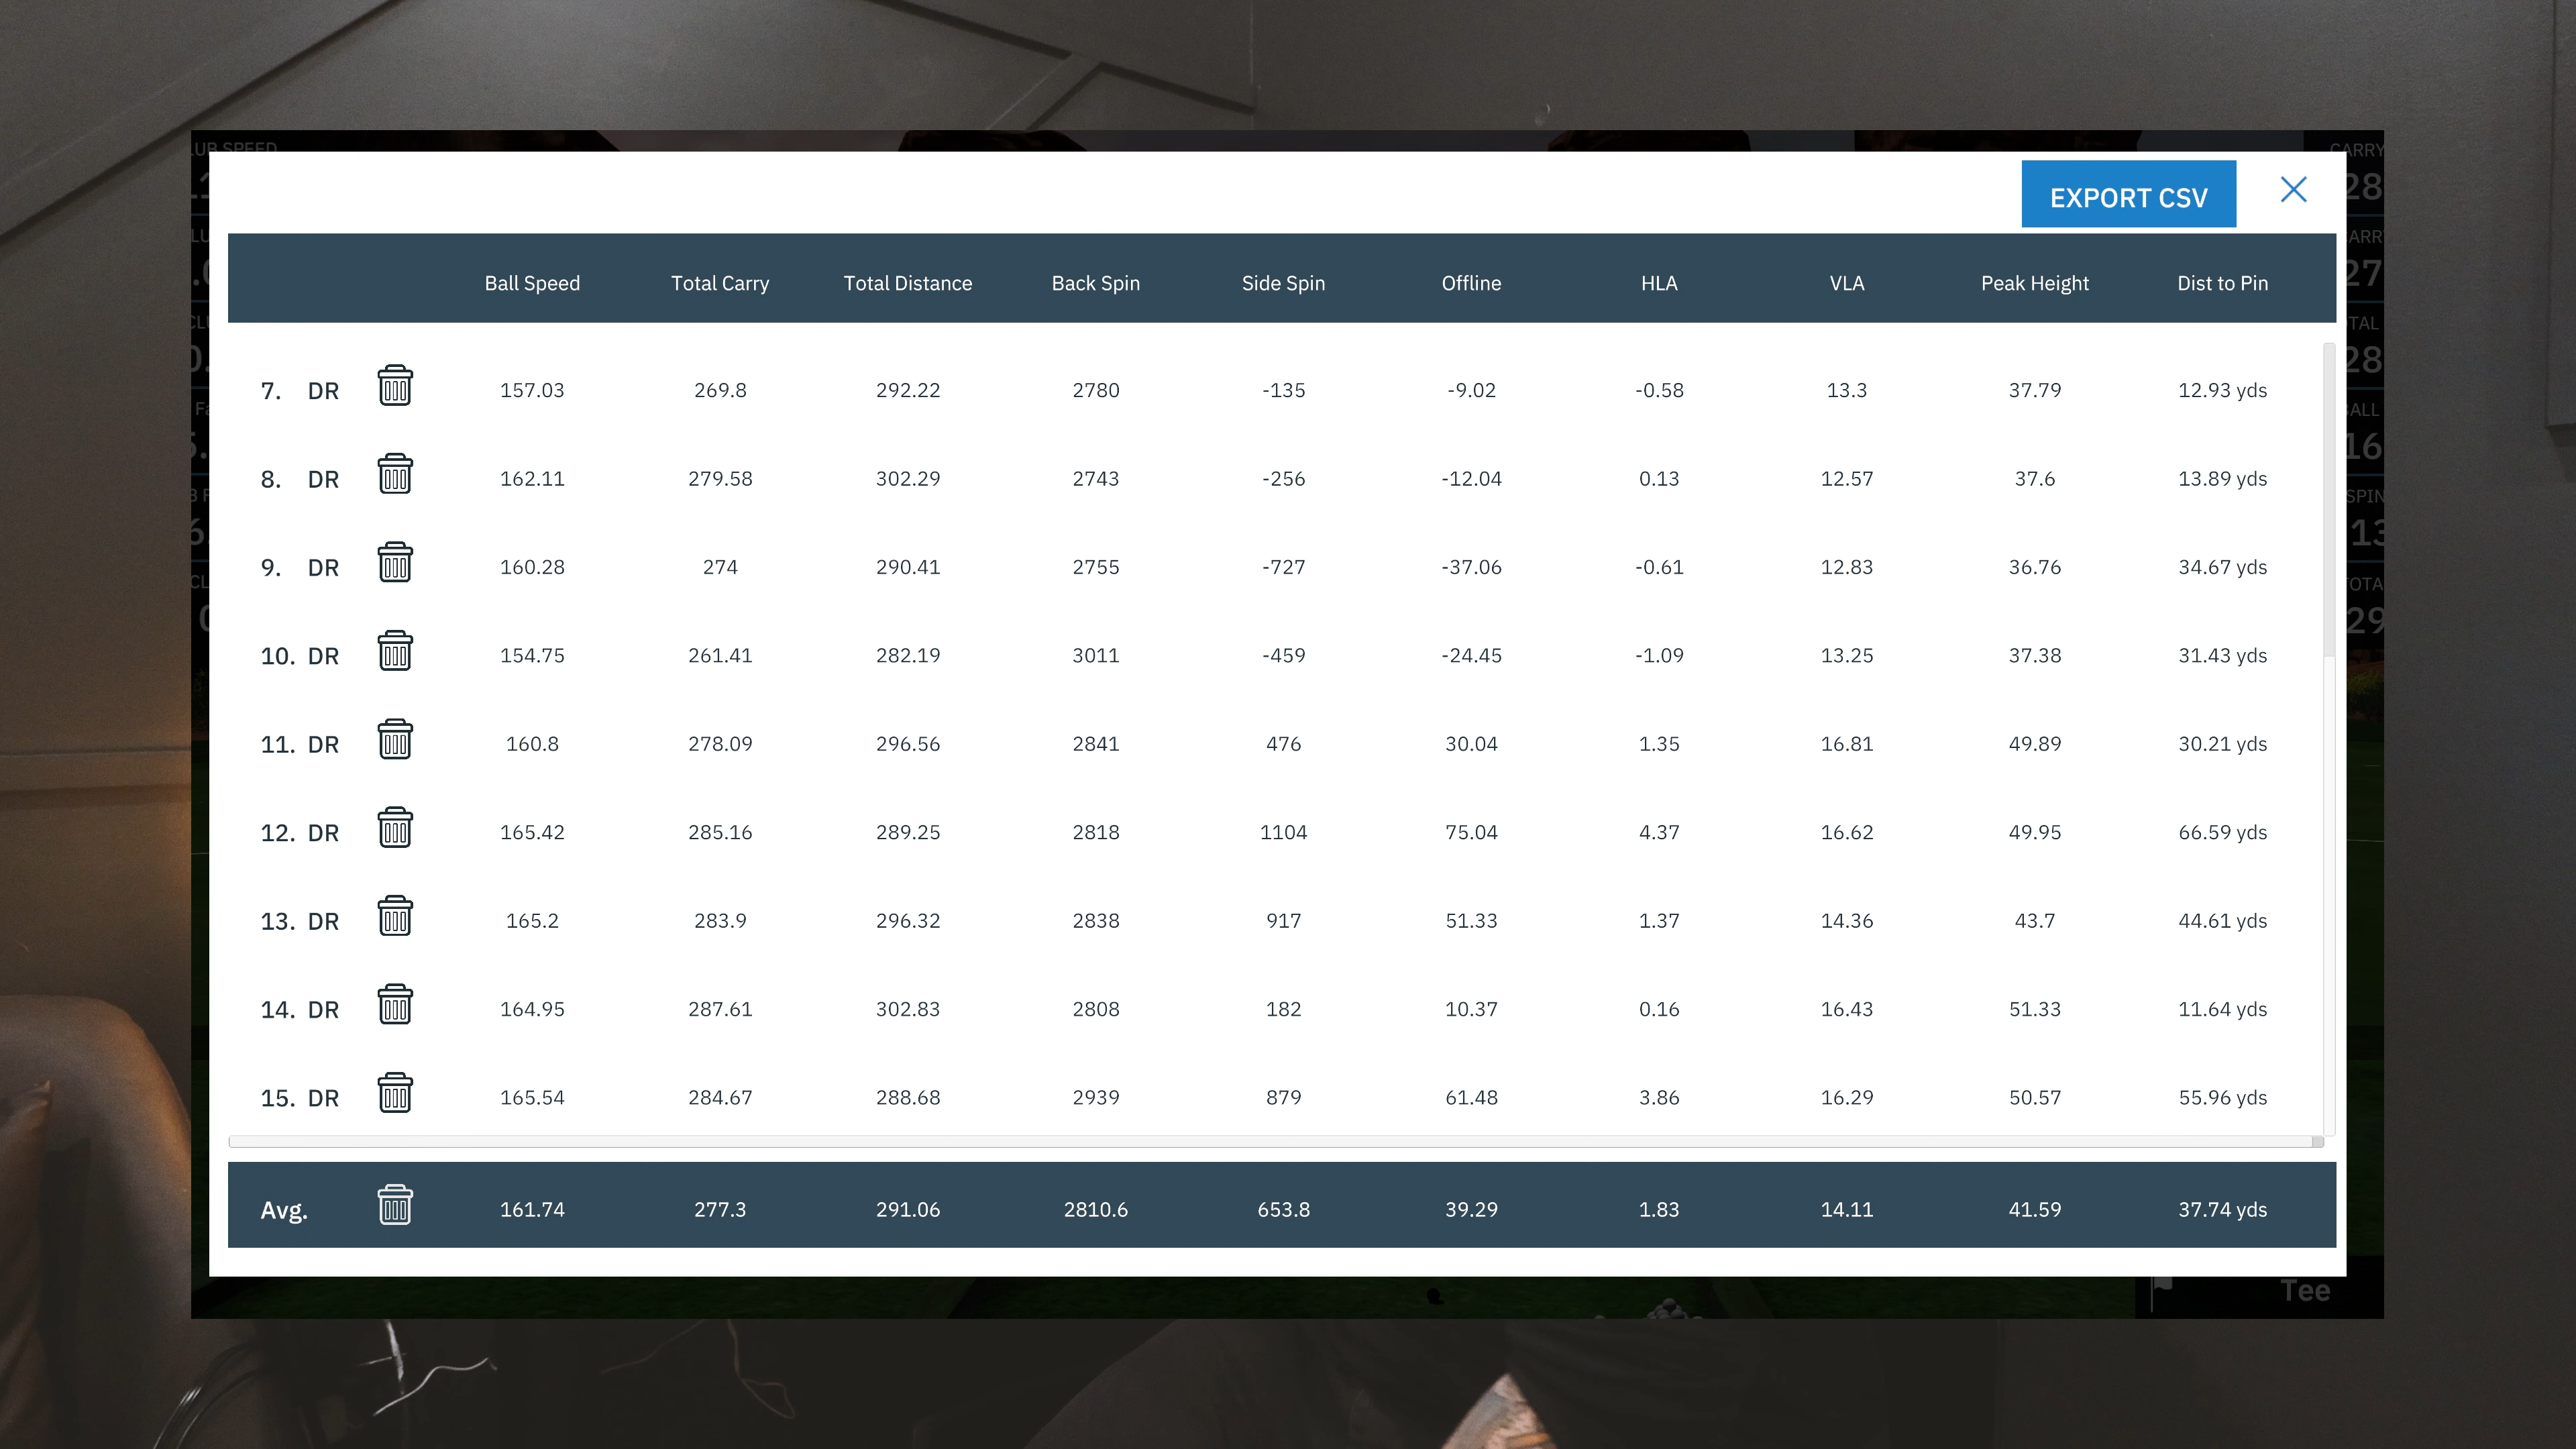 LUB SPEED
CARRY
EXPORT CSV
Ball Speed Total Carry Total Distance Back Spin Side Spin Offline HLA VLA Peak Height Dist to Pin
7. DR 157.03 269.8 292.22 2780 -135 -9.02 -0.58 13.3 37.79 12.93 yds
8. DR 162.11 279.58 302.29 2743 -256 -12.04 0.13 12.57 37.6 13.89 yds
9. DR 160.28 274 290.41 2755 -727 -37.06 -0.61 12.83 36.76 34.67 yds
10. DR 154.75 261.41 282.19 3011 -459 -24.45 -1.09 13.25 37.38 31.43 yds
11. DR 160.8 278.09 296.56 2841 476 30.04 1.35 16.81 49.89 30.21 yds
12. DR 165.42 285.16 289.25 2818 1104 75.04 4.37 16.62 49.95 66.59 yds
13. DR 165.2 283.9 296.32 2838 917 51.33 1.37 14.36 43.7 44.61 yds
14. DR 164.95 287.61 302.83 2808 182 10.37 0.16 16.43 51.33 11.64 yds
15. DR 165.54 284.67 288.68 2939 879 61.48 3.86 16.29 50.57 55.96 yds
Avg. 161.74 277.3 291.06 2810.6 653.8 39.29 1.83 14.11 41.59 37.74 yds
Tee